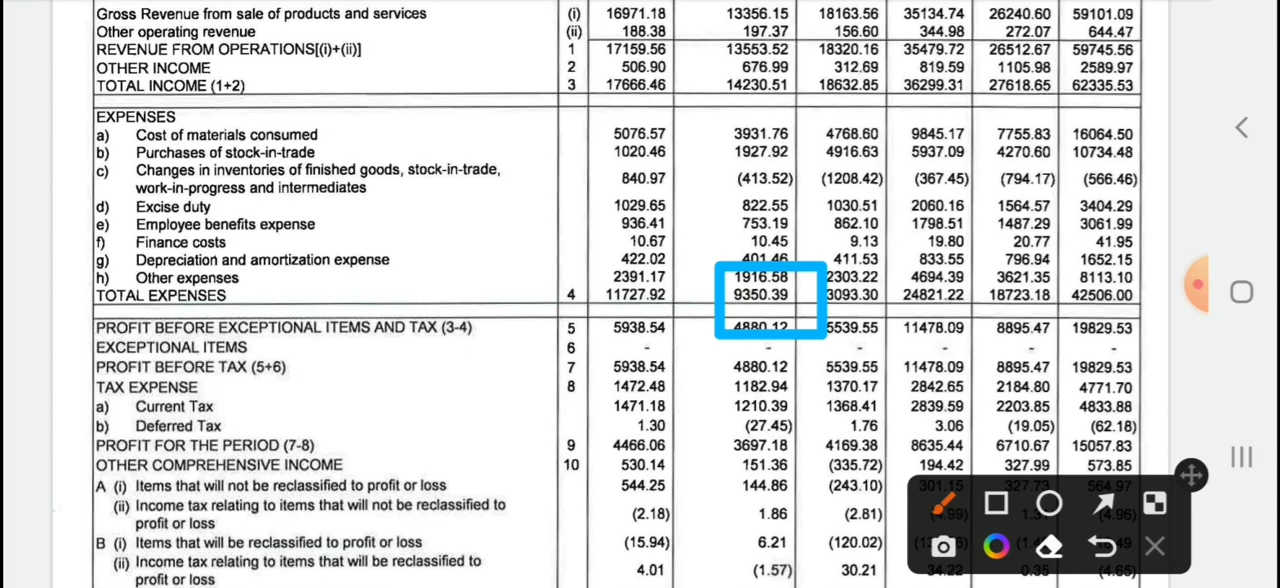 Gross Revenue from sale of products and services (i) 16971.18 13356.15 18163.56 35134.74 26240.60 59101.09
Other operating revenue (ii) 188.38 197.37 156.60 344.98 272.07 644.47
REVENUE FROM OPERATIONS[(i)+(ii)] 1 17159.56 13553.52 18320.16 35479.72 26512.67 59745.56
OTHER INCOME 2 506.90 676.99 312.69 819.59 1105.98 2589.97
TOTAL INCOME (1+2) 3 17666.46 14230.51 18632.85 36299.31 27618.65 62335.53
EXPENSES
a) Cost of materials consumed 5076.57 3931.76 4768.60 9845.17 7755.83 16064.50
b) Purchases of stock-in-trade 1020.46 1927.92 4916.63 5937.09 4270.60 10734.48
c) Changes in inventories of finished goods, stock-in-trade,
work-in-progress and intermediates 840.97 (413.52) (1208.42) (367.45) (794.17) (566.46)
d) Excise duty 1029.65 822.55 1030.51 2060.16 1564.57 3404.29
e) Employee benefits expense 936.41 753.19 862.10 1798.51 1487.29 3061.99
f) Finance costs 10.67 10.45 9.13 19.80 20.77 41.95
g) Depreciation and amortization expense 422.02 401.46 411.53 833.55 796.94 1652.15
h) Other expenses 2391.17 1916.58 2303.22 4694.39 3621.35 8113.10
TOTAL EXPENSES 4 11727.92 9350.39 3093.30 24821.22 18723.18 42506.00
PROFIT BEFORE EXCEPTIONAL ITEMS AND TAX (3-4) 5 5938.54 4880.12 5539.55 11478.09 8895.47 19829.53
EXCEPTIONAL ITEMS 6 - - - - - -
PROFIT BEFORE TAX (5+6) 7 5938.54 4880.12 5539.55 11478.09 8895.47 19829.53
TAX EXPENSE 8 1472.48 1182.94 1370.17 2842.65 2184.80 4771.70
a) Current Tax 1471.18 1210.39 1368.41 2839.59 2203.85 4833.88
b) Deferred Tax 1.30 (27.45) 1.76 3.06 (19.05) (62.18)
PROFIT FOR THE PERIOD (7-8) 9 4466.06 3697.18 4169.38 8635.44 6710.67 15057.83
OTHER COMPREHENSIVE INCOME 10 530.14 151.36 (335.72) 194.42 327.99 573.85
A (i) Items that will not be reclassified to profit or loss 544.25 144.86 (243.10) 301.15 327.73 564.97
(ii) Income tax relating to items that will not be reclassified to
profit or loss (2.18) 1.86 (2.81) (4.96)
B (i) Items that will be reclassified to profit or loss (15.94) 6.21 (120.02)
(ii) Income tax relating to items that will be reclassified to
profit or loss 4.01 (1.57) 30.21 34.22 0.35 (4.65)